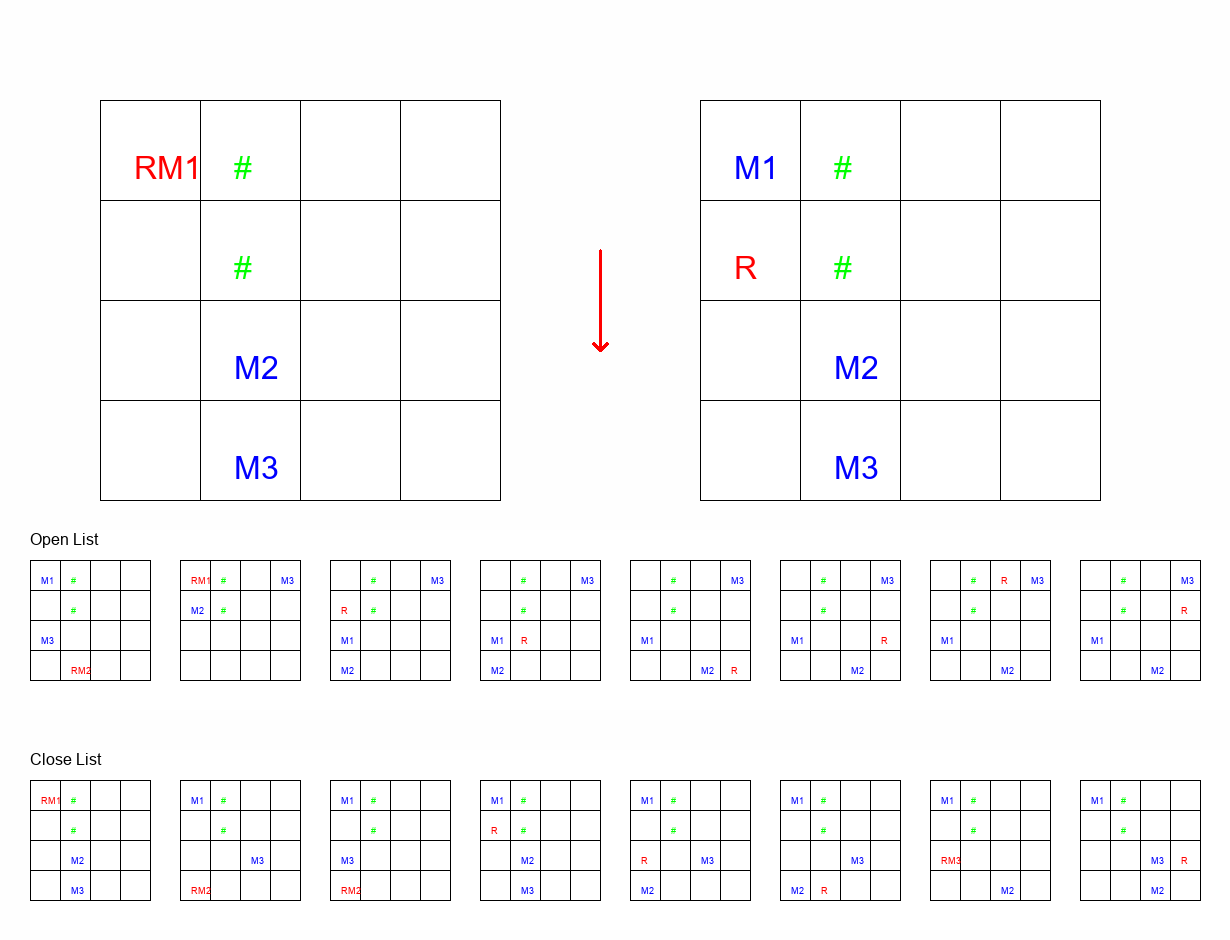 RM1 # M1 #
# R #
M2 M2
M3 M3
Open List
M1 # RM1 # M3 # M3 # M3 # M3 # M3 # R M3 # M3
# M2 # R # # # # # # R
M3 M1 M1 R M1 M1 R M1 M1
RM2 M2 M2 M2 R M2 M2 M2
Close List
RM1 # M1 # M1 # M1 # M1 # M1 # M1 # M1 #
# # # R # # # # #
M2 M3 M3 M2 R M3 M3 RM3 M3 R
M3 RM2 RM2 M3 M2 M2 R M2 M2